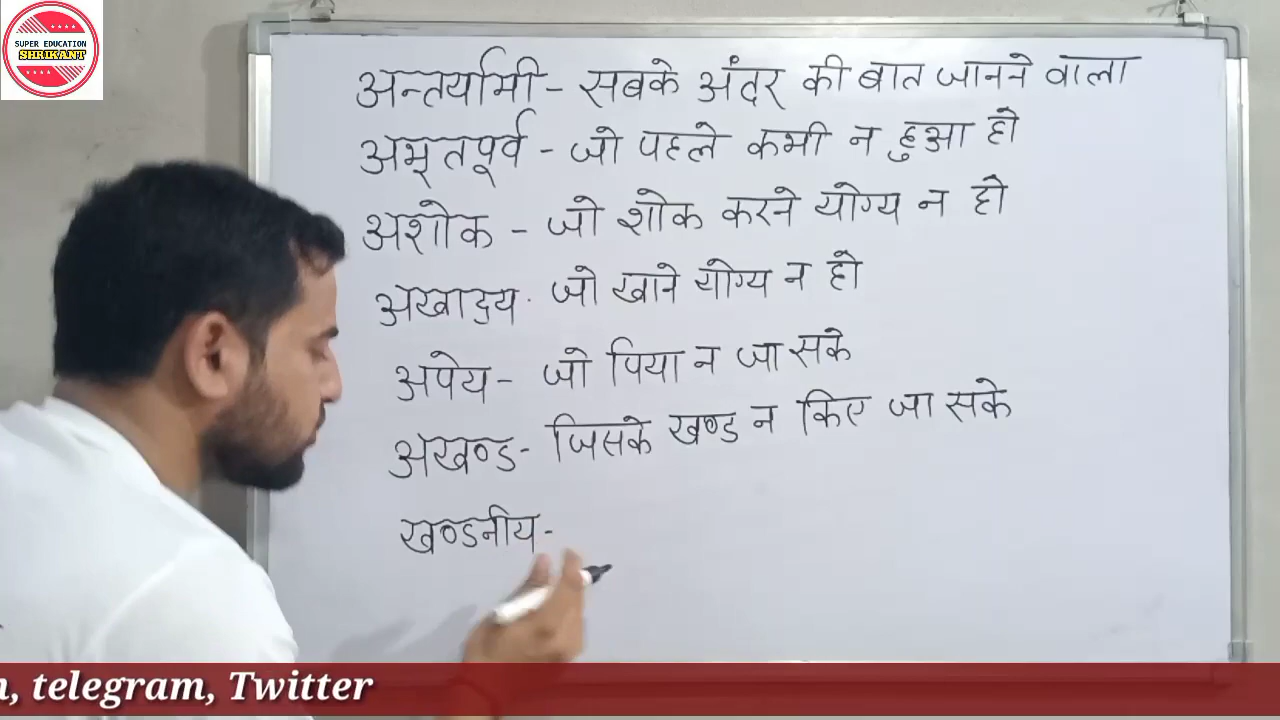 SUPER EDUCATION
SHRIKANT
अन्तर्यामी - सबके अंदर की बात जानने वाला
अभूतपूर्व - जो पहले कभी न हुआ हो
अशोक - जो शोक करने योग्य न हो
अखाद्य - जो खाने योग्य न हो
अपेय - जो पिया न जा सके
अखण्ड - जिसके खण्ड न किए जा सके
खण्डनीय -
, telegram, Twitter